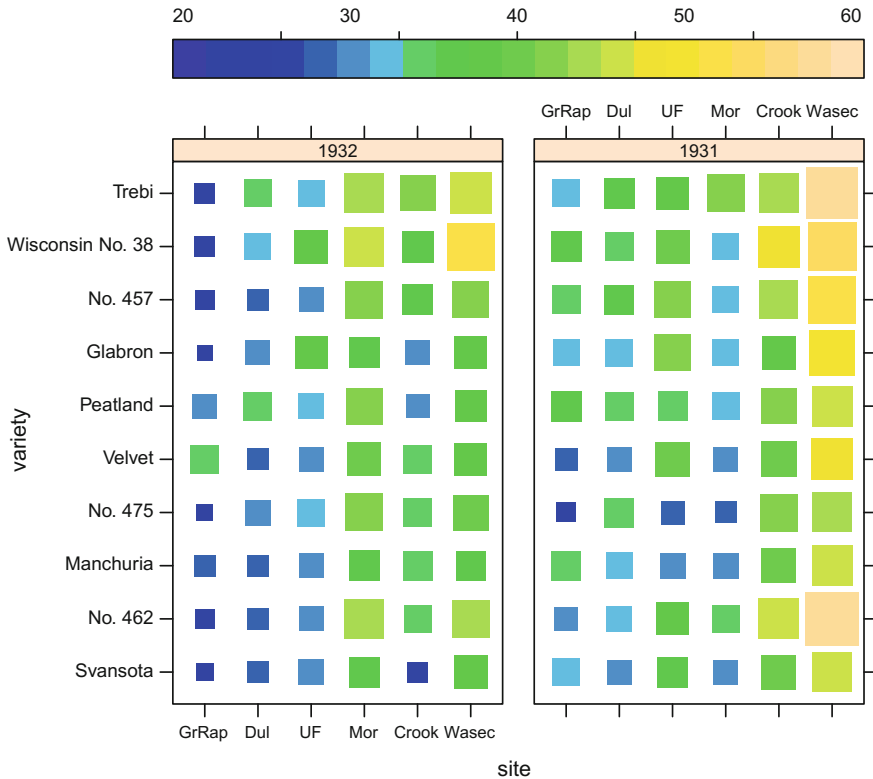 20 30 40 50 60
GrRap Dul UF Mor Crook Wasec
1932 1931
Trebi
Wisconsin No. 38
No. 457
Glabron
Peatland
Velvet
No. 475
Manchuria
No. 462
Svansota
variety
GrRap Dul UF Mor Crook Wasec
site